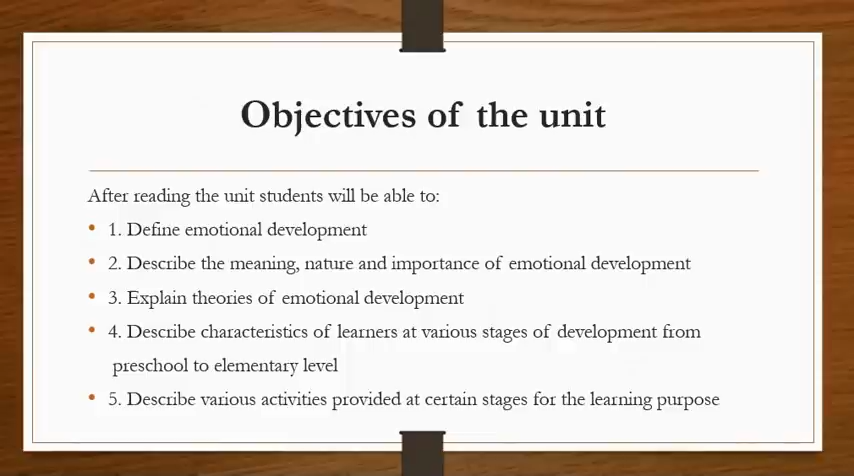 Objectives of the unit
After reading the unit students will be able to:
• 1. Define emotional development
• 2. Describe the meaning, nature and importance of emotional development
• 3. Explain theories of emotional development
• 4. Describe characteristics of learners at various stages of development from
preschool to elementary level
• 5. Describe various activities provided at certain stages for the learning purpose